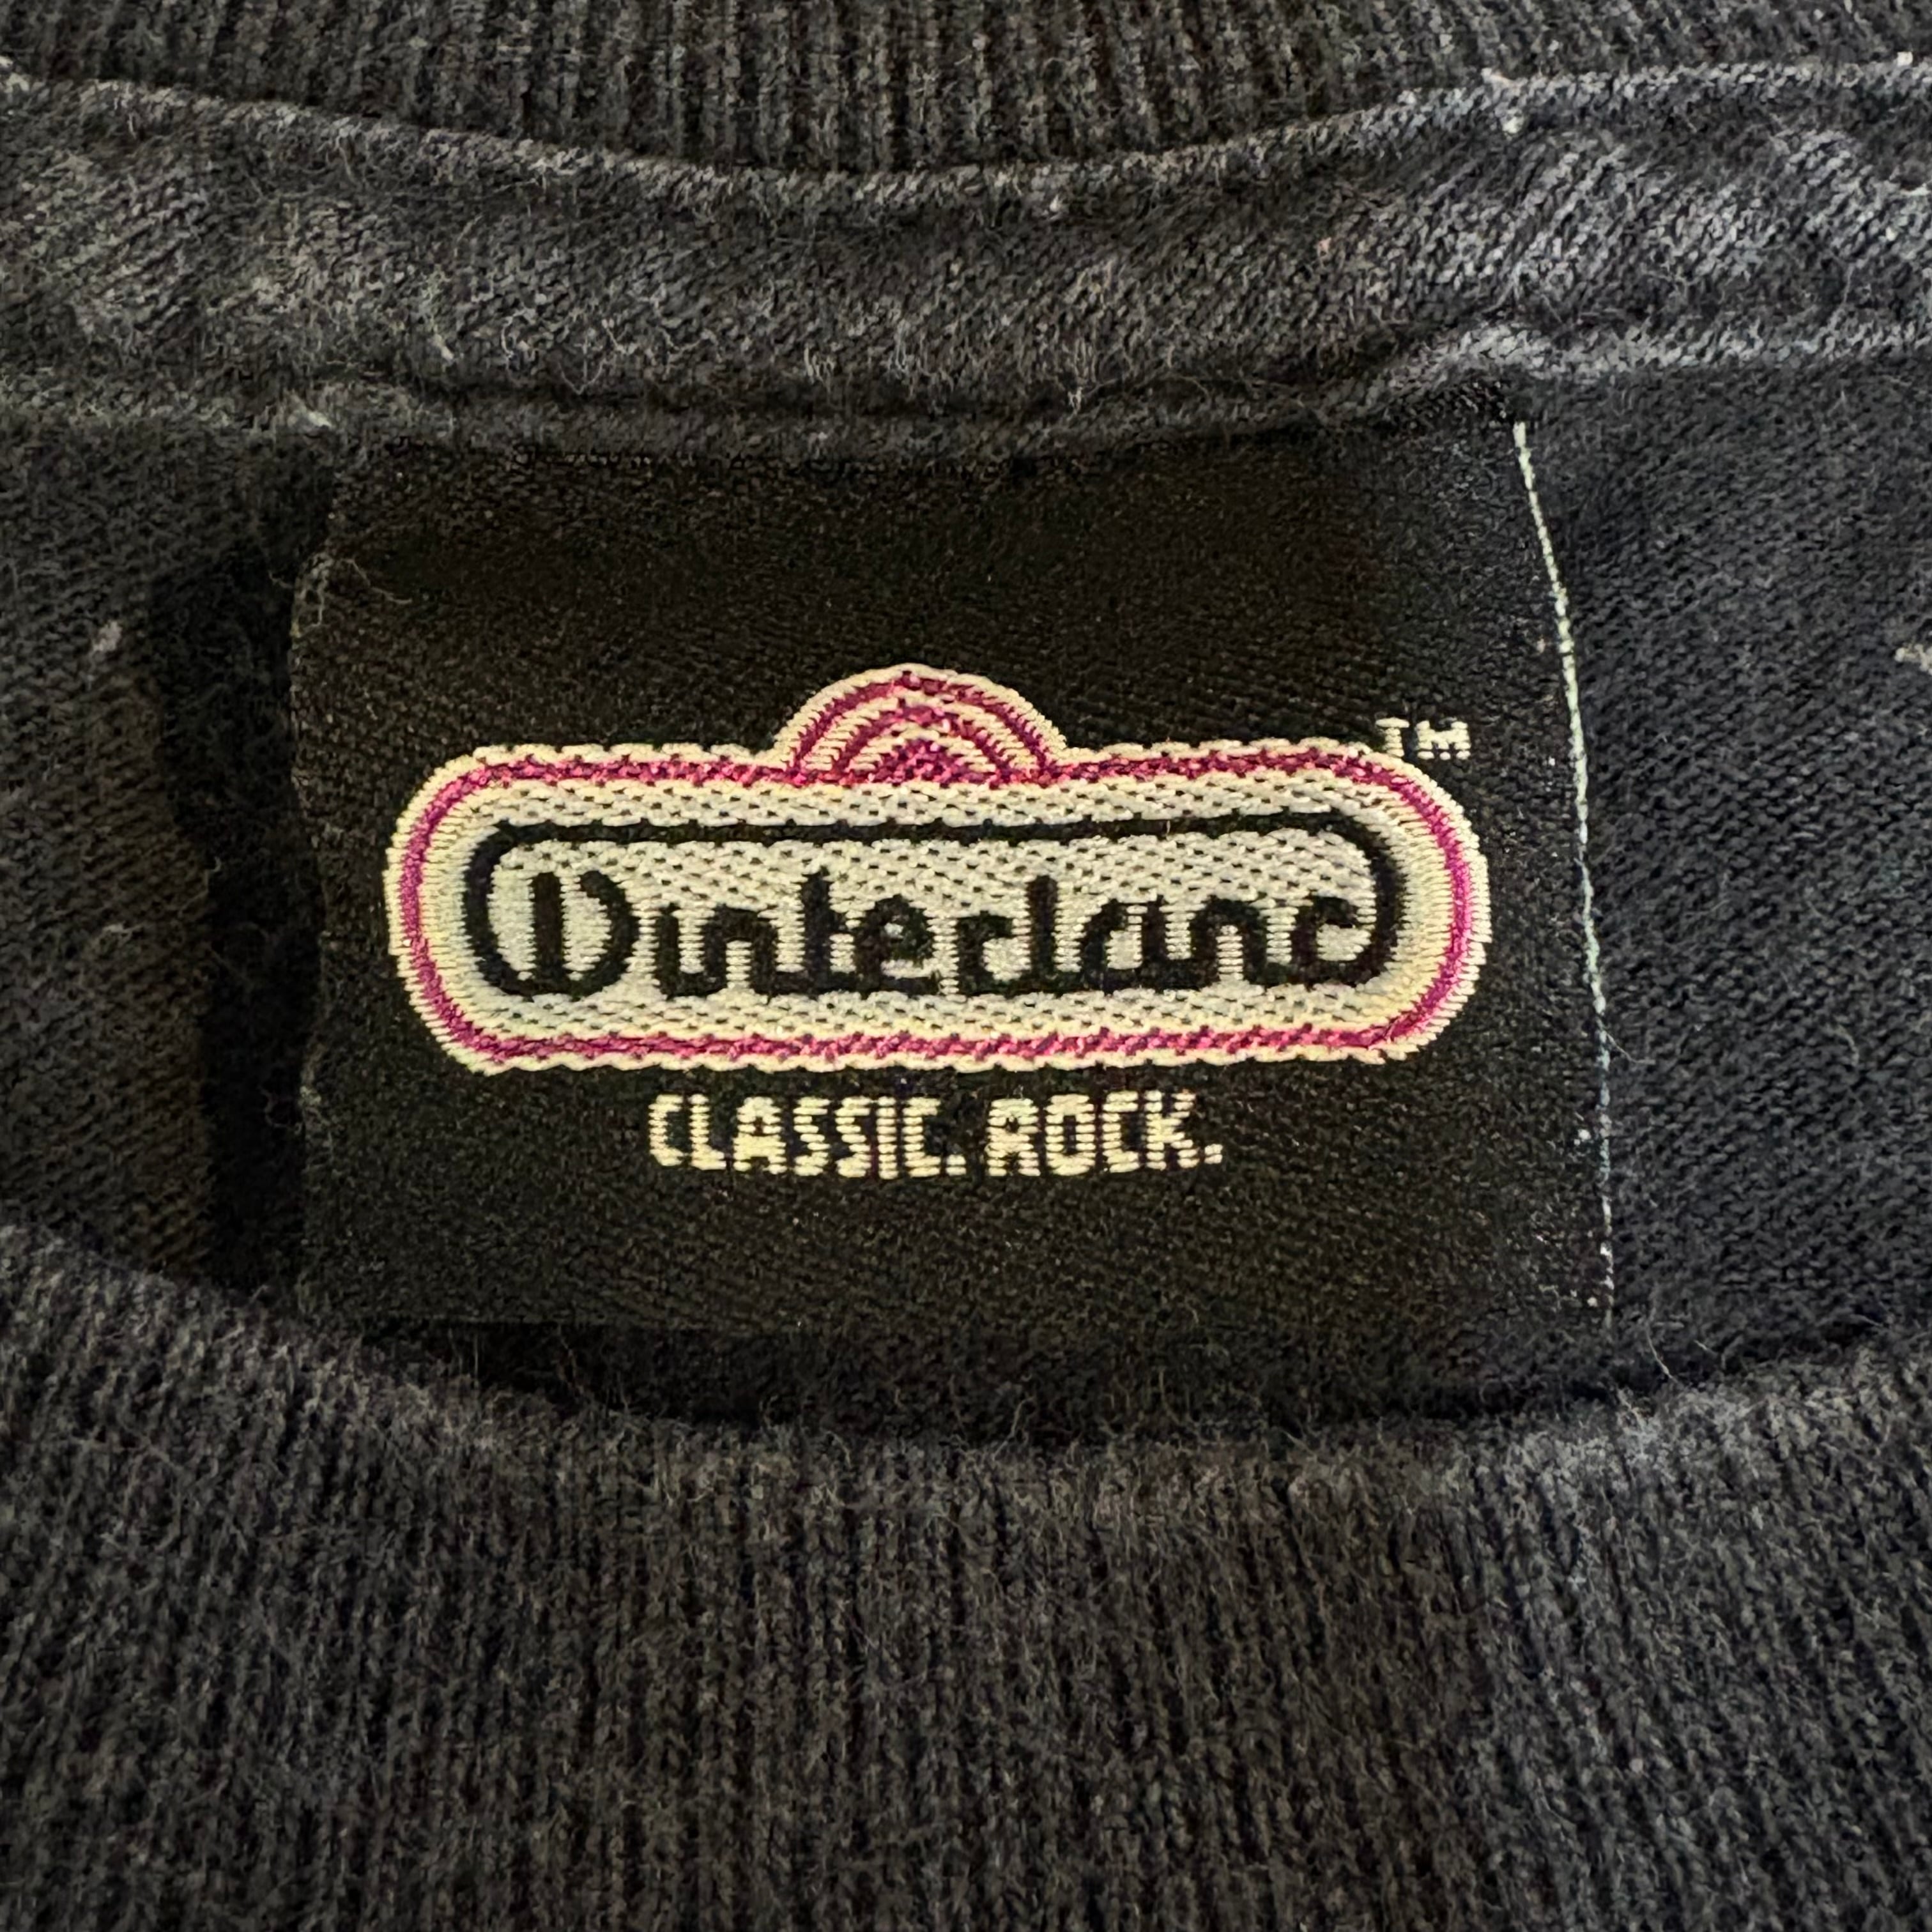 TM
Winterland
CLASSIC. ROCK.